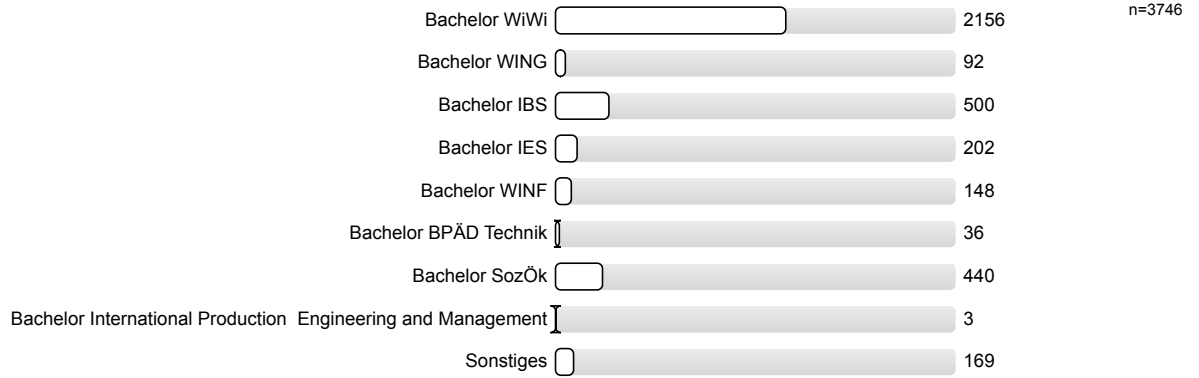 Bachelor WiWi 2156 n=3746
Bachelor WING 92
Bachelor IBS 500
Bachelor IES 202
Bachelor WINF 148
Bachelor BPÄD Technik 36
Bachelor SozÖk 440
Bachelor International Production  Engineering and Management 3
Sonstiges 169